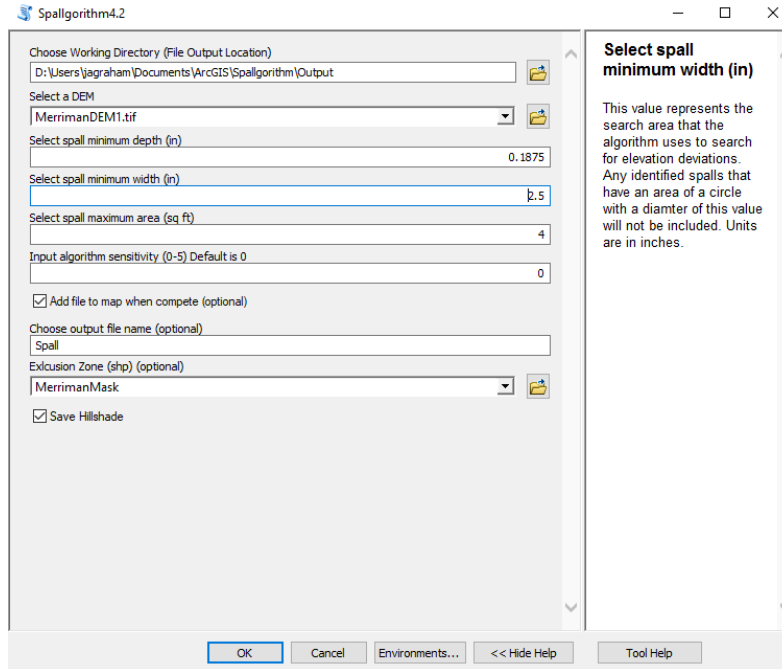 Spallgorithm4.2
Choose Working Directory (File Output Location)
D:\Users\jagraham\Documents\ArcGIS\Spallgorithm\Output
Select a DEM
MerrimanDEM1.tif
Select spall minimum depth (in)
0.1875
Select spall minimum width (in)
2.5
Select spall maximum area (sq ft)
4
Input algorithm sensitivity (0-5) Default is 0
0
Add file to map when compete (optional)
Choose output file name (optional)
Spall
Exlcusion Zone (shp) (optional)
MerrimanMask
Save Hillshade
Select spall
minimum width (in)
This value represents the
search area that the
algorithm uses to search
for elevation deviations.
Any identified spalls that
have an area of a circle
with a diamter of this value
will not be included. Units
are in inches.
OK
Cancel
Environments...
<< Hide Help
Tool Help